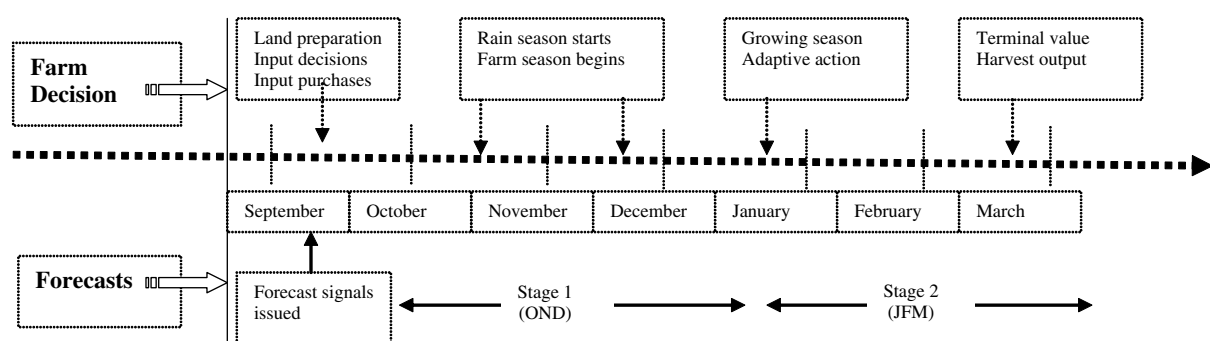 Farm
Decision
Land preparation
Input decisions
Input purchases
Rain season starts
Farm season begins
Growing season
Adaptive action
Terminal value
Harvest output
September October November December January February March
Forecasts
Forecast signals
issued
Stage 1
(OND)
Stage 2
(JFM)